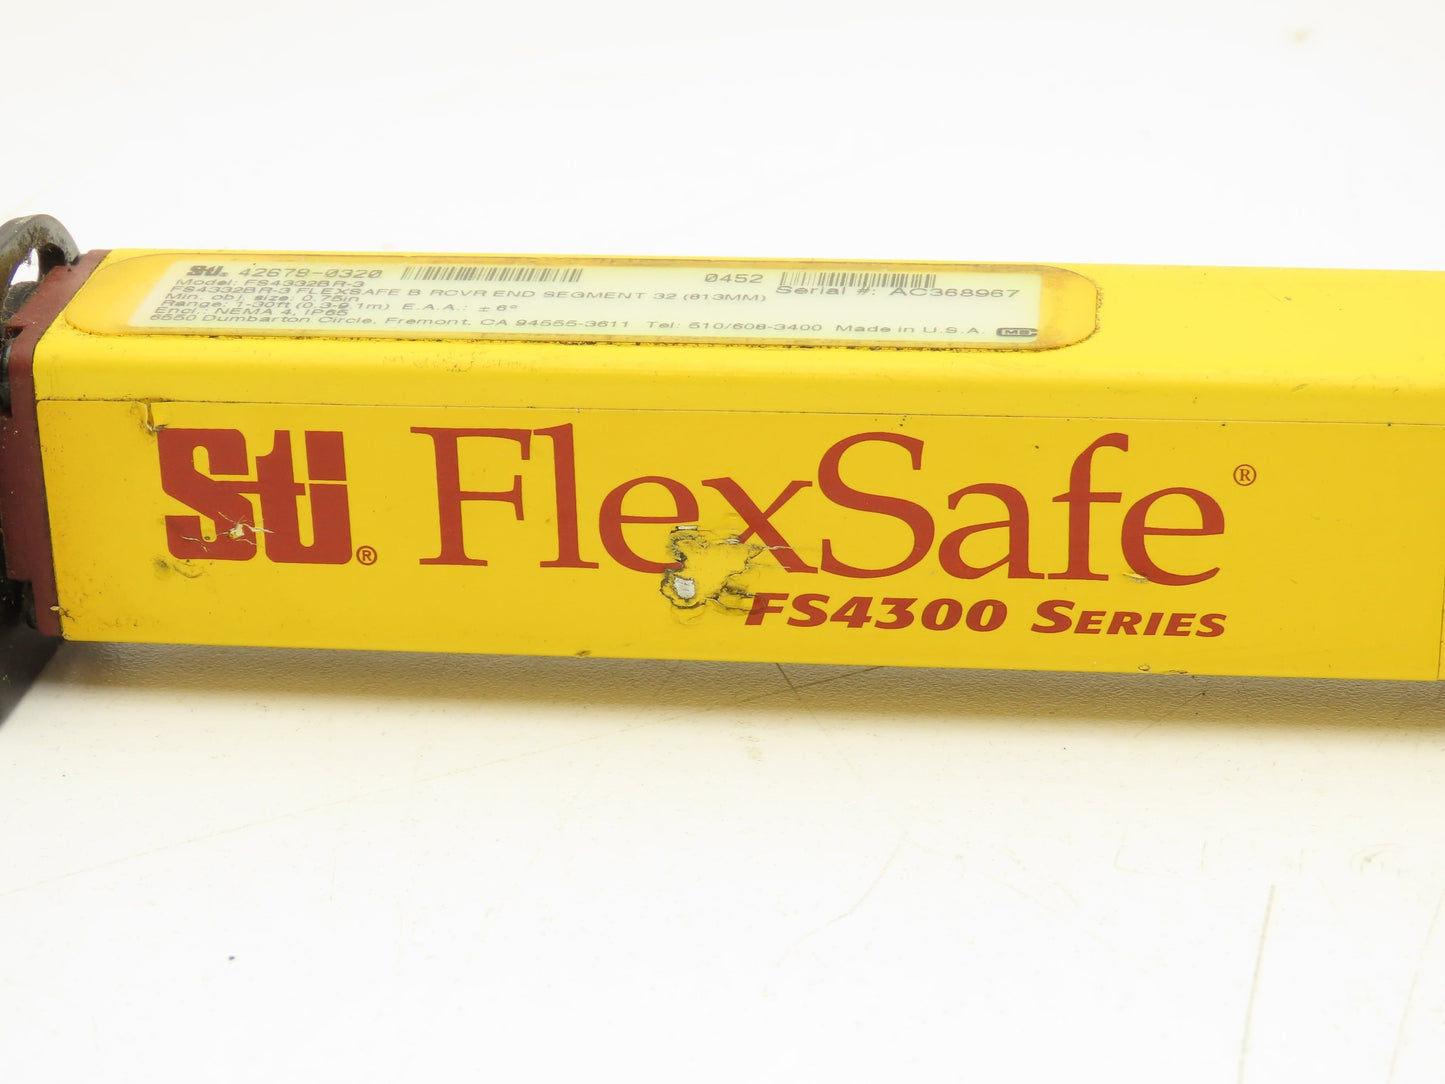 Sti® 42679-0320 0452
Model: FS4332BR-3 Serial #: AC368967
FS4332BR-3 FLEXSAFE B RCVR END SEGMENT 32 (813MM)
Min. obj. size: 0.75in
Range: 1-30ft (0.3-9.1m) E.A.A.: ±6°
Encl.: NEMA 4, IP65
6550 Dumbarton Circle, Fremont, CA 94555-3611 Tel: 510/608-3400 Made in U.S.A.
Sti® FlexSafe®
FS4300 SERIES